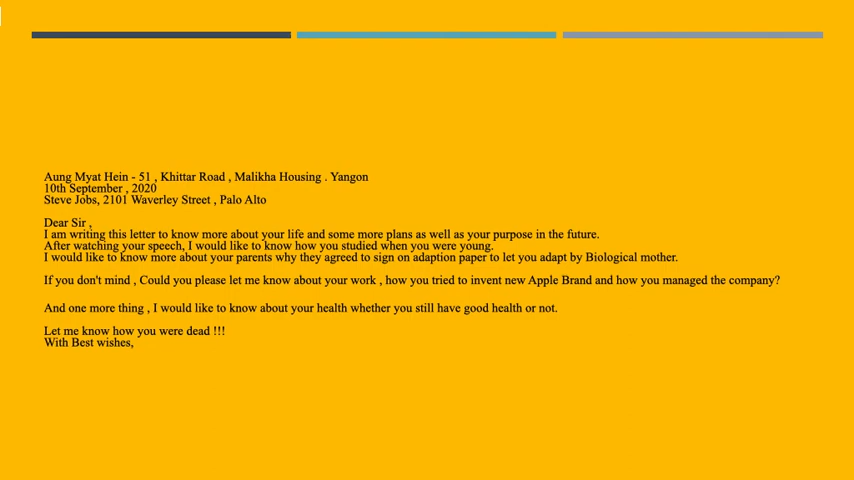 Aung Myat Hein - 51 , Khittar Road , Malikha Housing . Yangon
10th September , 2020
Steve Jobs, 2101 Waverley Street , Palo Alto
Dear Sir ,
I am writing this letter to know more about your life and some more plans as well as your purpose in the future.
After watching your speech, I would like to know how you studied when you were young.
I would like to know more about your parents why they agreed to sign on adaption paper to let you adapt by Biological mother.
If you don't mind , Could you please let me know about your work , how you tried to invent new Apple Brand and how you managed the company?
And one more thing , I would like to know about your health whether you still have good health or not.
Let me know how you were dead !!!
With Best wishes,